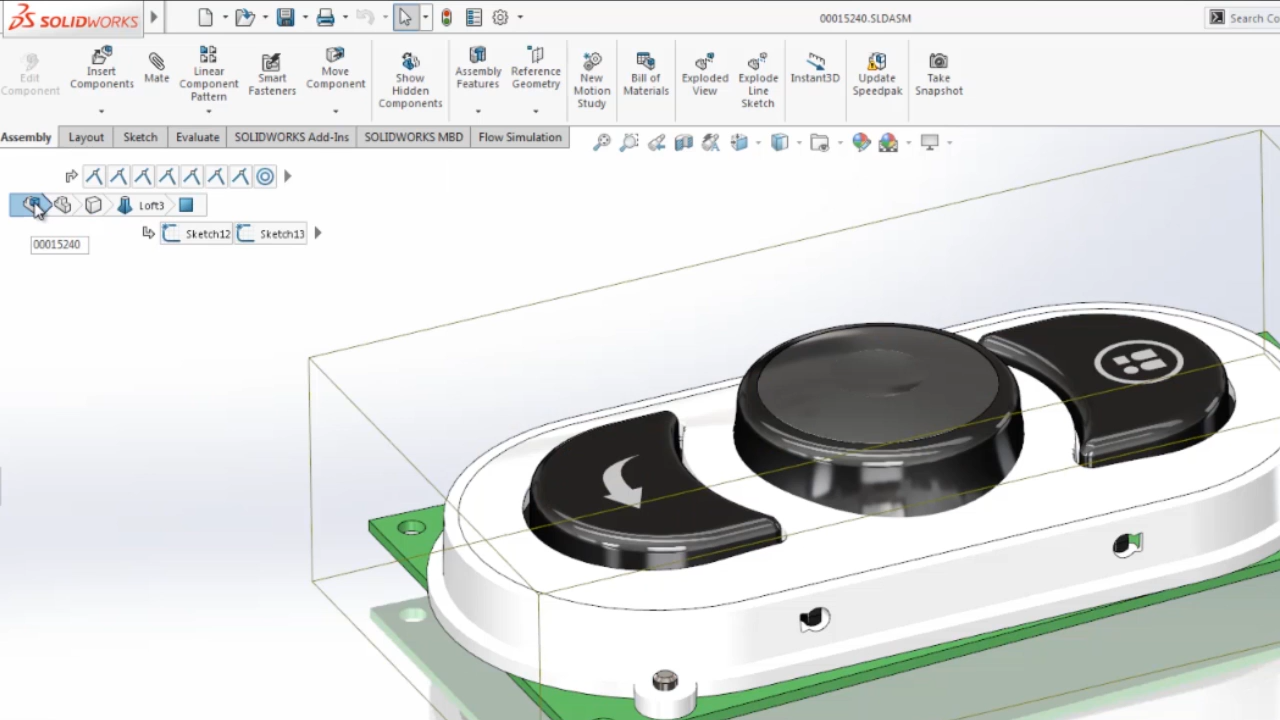 SOLIDWORKS
00015240.SLDASM
Search Co
Edit Component
Insert Components
Mate
Linear Component Pattern
Smart Fasteners
Move Component
Show Hidden Components
Assembly Features
Reference Geometry
New Motion Study
Bill of Materials
Exploded View
Explode Line Sketch
Instant3D
Update Speedpak
Take Snapshot
Assembly
Layout
Sketch
Evaluate
SOLIDWORKS Add-Ins
SOLIDWORKS MBD
Flow Simulation
Loft3
Sketch12
Sketch13
00015240